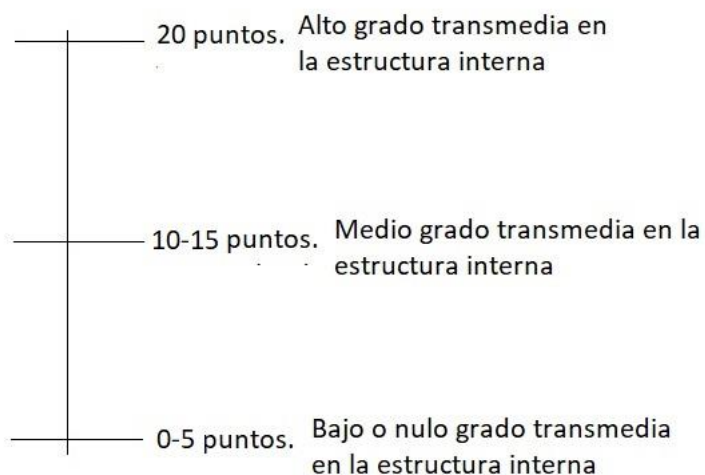 20 puntos. Alto grado transmedia en
la estructura interna
10-15 puntos. Medio grado transmedia en la
estructura interna
0-5 puntos. Bajo o nulo grado transmedia
en la estructura interna